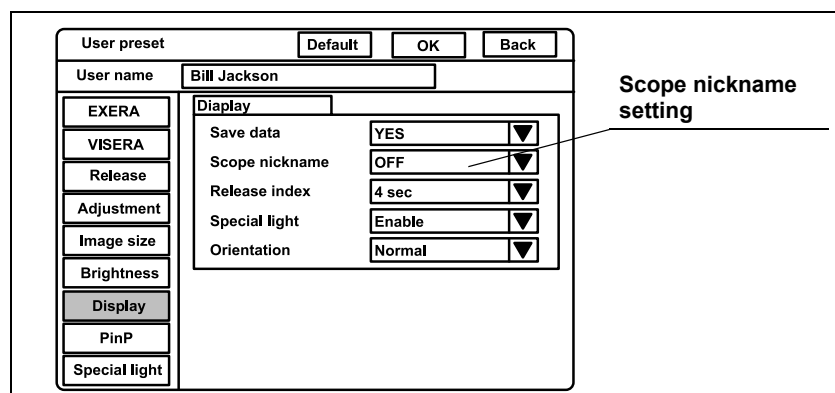 User preset Default OK Back
User name Bill Jackson
Scope nickname
setting
EXERA
VISERA
Release
Adjustment
Image size
Brightness
Display
PinP
Special light
Diaplay
Save data YES
Scope nickname OFF
Release index 4 sec
Special light Enable
Orientation Normal